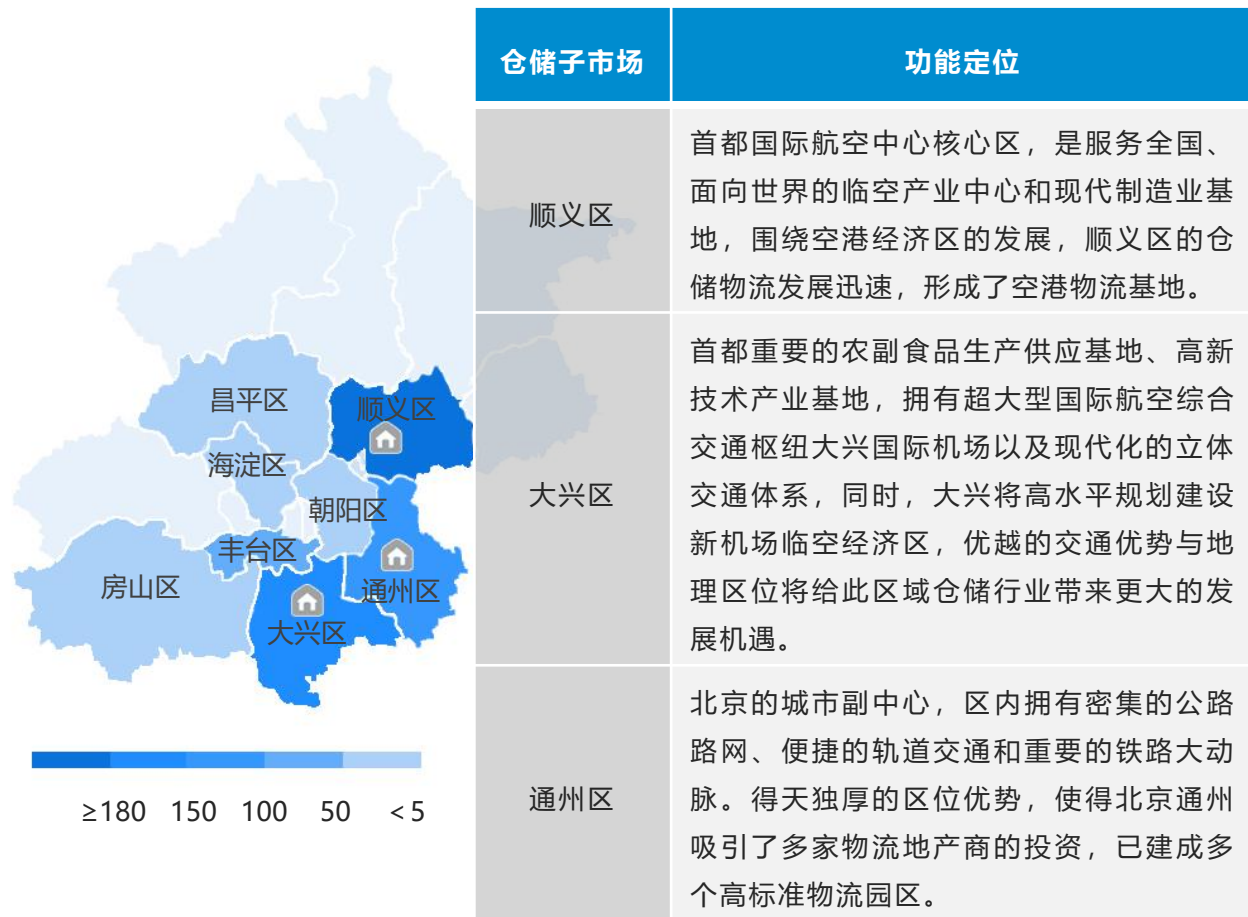 昌平区
顺义区
海淀区
朝阳区
丰台区
房山区
通州区
大兴区
≥180 150 100 50 <5
仓储子市场 功能定位
顺义区
首都国际航空中心核心区，是服务全国、
面向世界的临空产业中心和现代制造业基
地，围绕空港经济区的发展，顺义区的仓
储物流发展迅速，形成了空港物流基地。
大兴区
首都重要的农副食品生产供应基地、高新
技术产业基地，拥有超大型国际航空综合
交通枢纽大兴国际机场以及现代化的立体
交通体系，同时，大兴将高水平规划建设
新机场临空经济区，优越的交通优势与地
理区位将给此区域仓储行业带来更大的发
展机遇。
通州区
北京的城市副中心，区内拥有密集的公路
路网、便捷的轨道交通和重要的铁路大动
脉。得天独厚的区位优势，使得北京通州
吸引了多家物流地产商的投资，已建成多
个高标准物流园区。